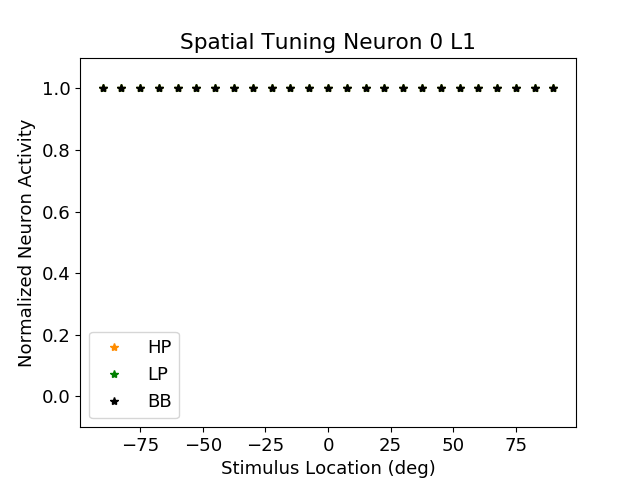 Spatial Tuning Neuron 0 L1
Normalized Neuron Activity
1.0
0.8
0.6
0.4
0.2
0.0
HP
LP
BB
−75 −50 −25 0 25 50 75
Stimulus Location (deg)